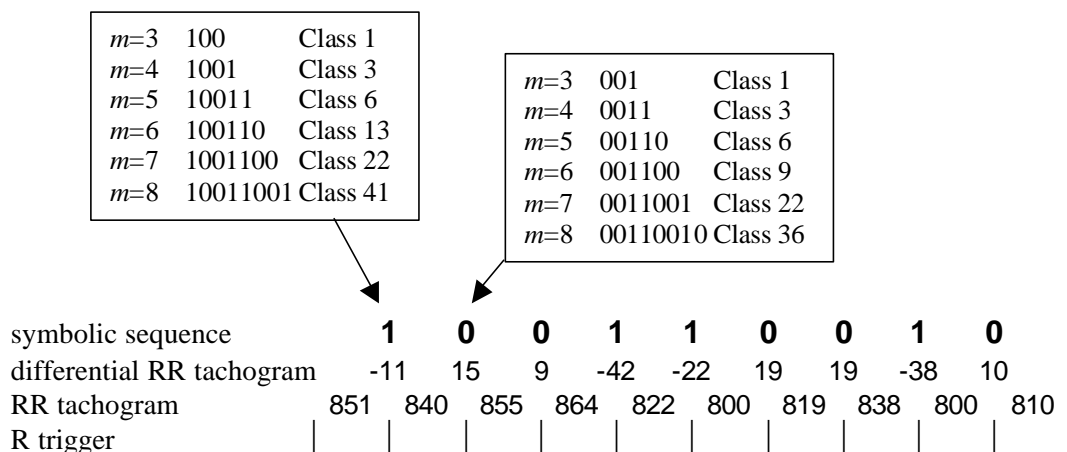 m=3 100 Class 1
m=4 1001 Class 3
m=5 10011 Class 6
m=6 100110 Class 13
m=7 1001100 Class 22
m=8 10011001 Class 41
m=3 001 Class 1
m=4 0011 Class 3
m=5 00110 Class 6
m=6 001100 Class 9
m=7 0011001 Class 22
m=8 00110010 Class 36
symbolic sequence 1 0 0 1 1 0 0 1 0
differential RR tachogram -11 15 9 -42 -22 19 19 -38 10
RR tachogram 851 840 855 864 822 800 819 838 800 810
R trigger